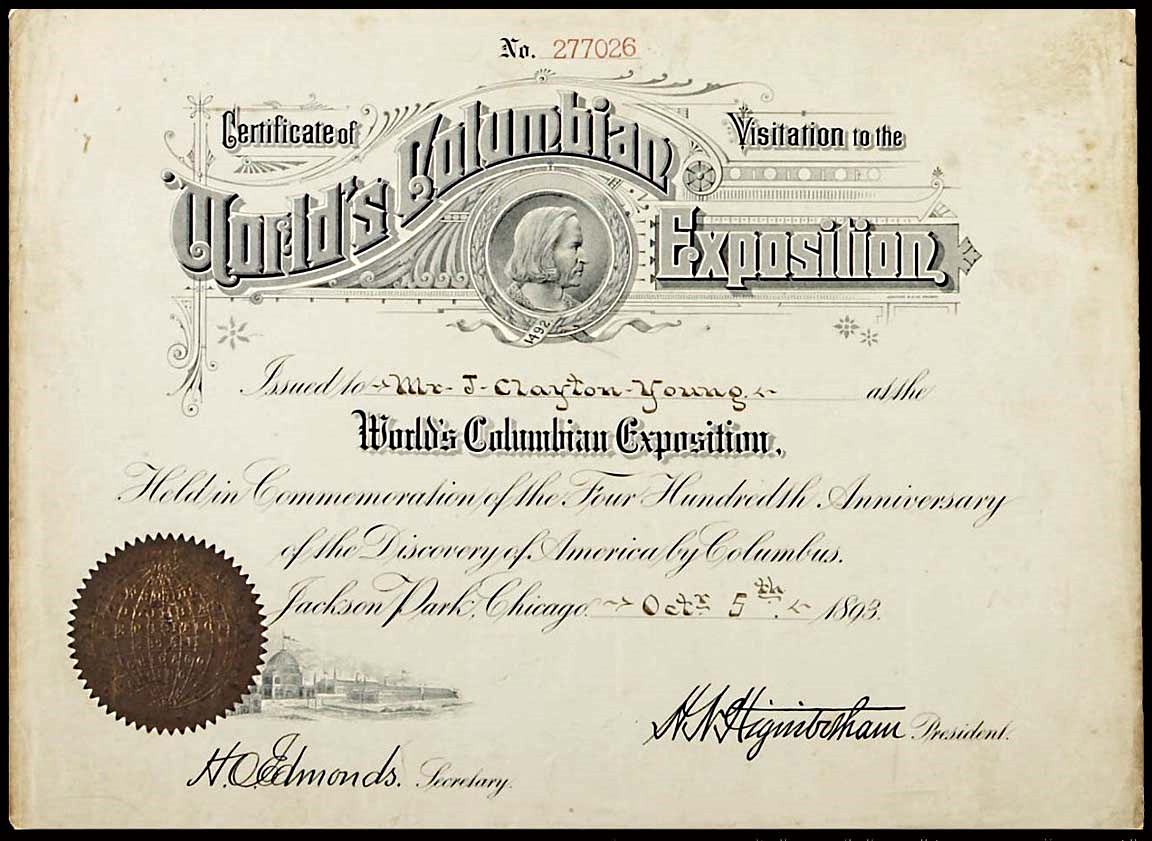 No. 277026
Certificate of Visitation to the
World's Columbian Exposition
1492
Issued to Mr J Clayton Young at the
World's Columbian Exposition,
Held in Commemoration of the Four Hundredth Anniversary
of the Discovery of America by Columbus.
Jackson Park, Chicago. Octr 5th. 1893.
H. N. Higinbotham President.
H. O. Edmonds. Secretary.